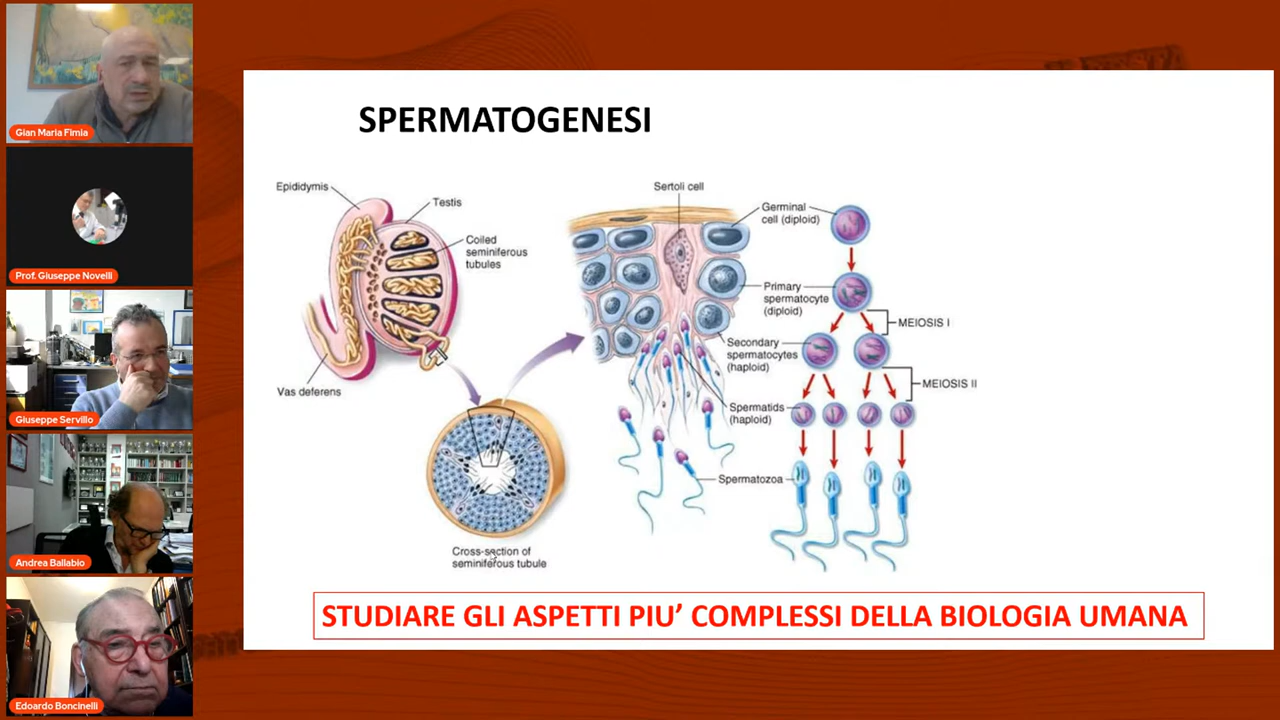 Gian Maria Fimia
Prof. Giuseppe Novelli
Giuseppe Servillo
Andrea Ballabio
Edoardo Boncinelli
SPERMATOGENESI
Epididymis
Testis
Coiled
seminiferous
tubules
Vas deferens
Cross-section of
seminiferous tubule
Sertoli cell
Germinal
cell (diploid)
Primary
spermatocyte
(diploid)
MEIOSIS I
Secondary
spermatocytes
(haploid)
MEIOSIS II
Spermatids
(haploid)
Spermatozoa
STUDIARE GLI ASPETTI PIU’ COMPLESSI DELLA BIOLOGIA UMANA